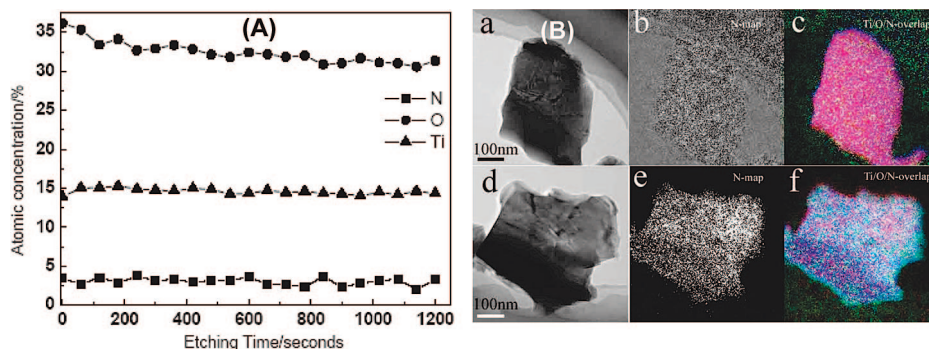 (A)
Atomic concentration/%
35
30
25
20
15
10
5
0
N
O
Ti
0
200
400
600
800
1000
1200
Etching Time/seconds
a
(B)
100nm
b
N-map
c
Ti/O/N-overlap
d
100nm
e
N-map
f
Ti/O/N-overlap